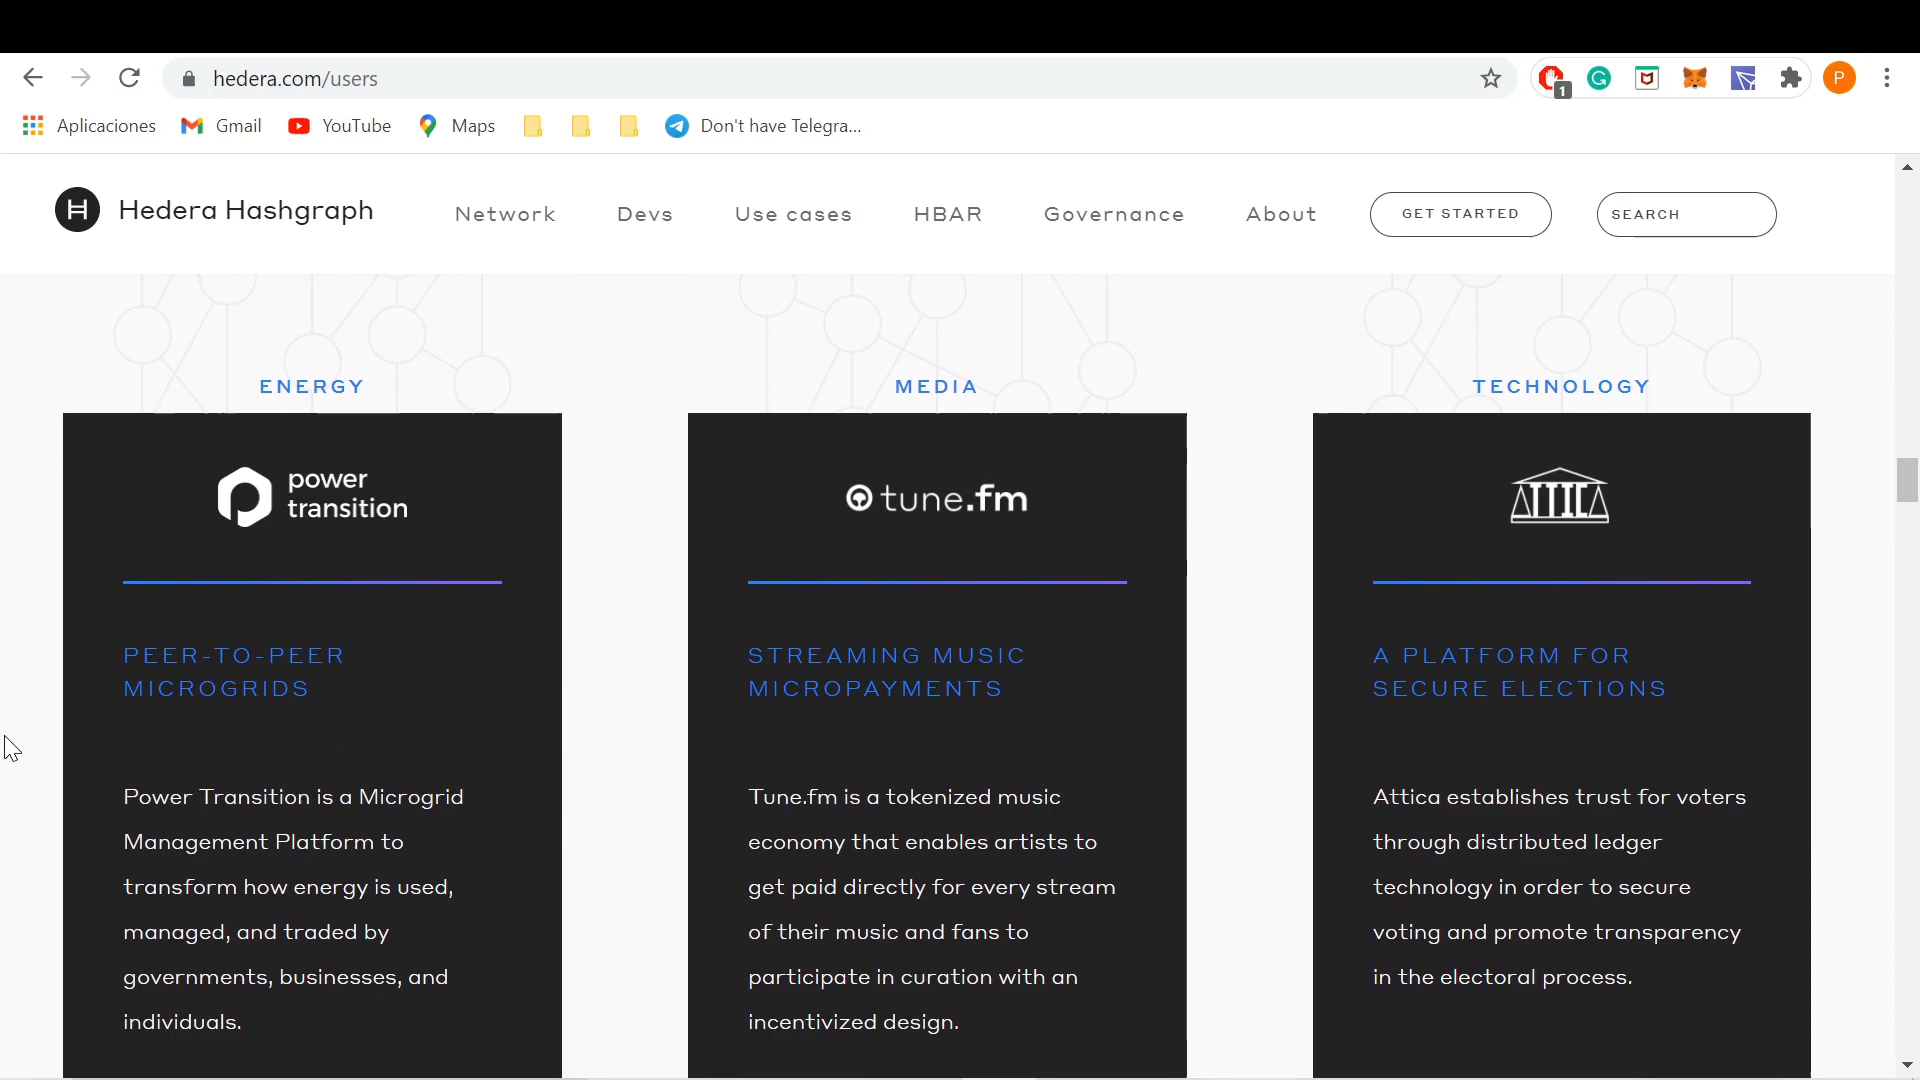 hedera.com/users
1
P
Aplicaciones
Gmail
YouTube
Maps
Don't have Telegra...
H
Hedera Hashgraph
Network
Devs
Use cases
HBAR
Governance
About
GET STARTED
SEARCH
ENERGY
power
transition
PEER-TO-PEER
MICROGRIDS
Power Transition is a Microgrid
Management Platform to
transform how energy is used,
managed, and traded by
governments, businesses, and
individuals.
MEDIA
tune.fm
STREAMING MUSIC
MICROPAYMENTS
Tune.fm is a tokenized music
economy that enables artists to
get paid directly for every stream
of their music and fans to
participate in curation with an
incentivized design.
TECHNOLOGY
ATTICA
A PLATFORM FOR
SECURE ELECTIONS
Attica establishes trust for voters
through distributed ledger
technology in order to secure
voting and promote transparency
in the electoral process.